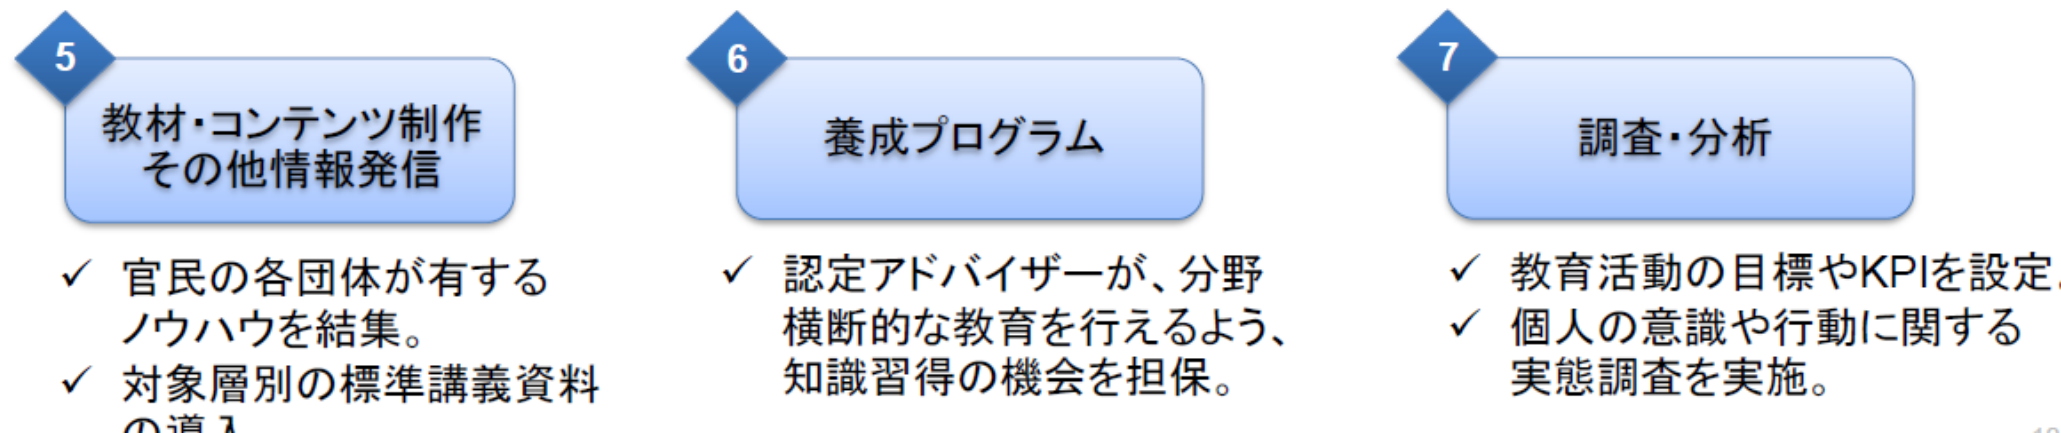 5
教材・コンテンツ制作
その他情報発信
✓ 官民の各団体が有する
ノウハウを結集。
✓ 対象層別の標準講義資料
の導入
6
養成プログラム
✓ 認定アドバイザーが、分野
横断的な教育を行えるよう、
知識習得の機会を担保。
7
調査・分析
✓ 教育活動の目標やKPIを設定。
✓ 個人の意識や行動に関する
実態調査を実施。